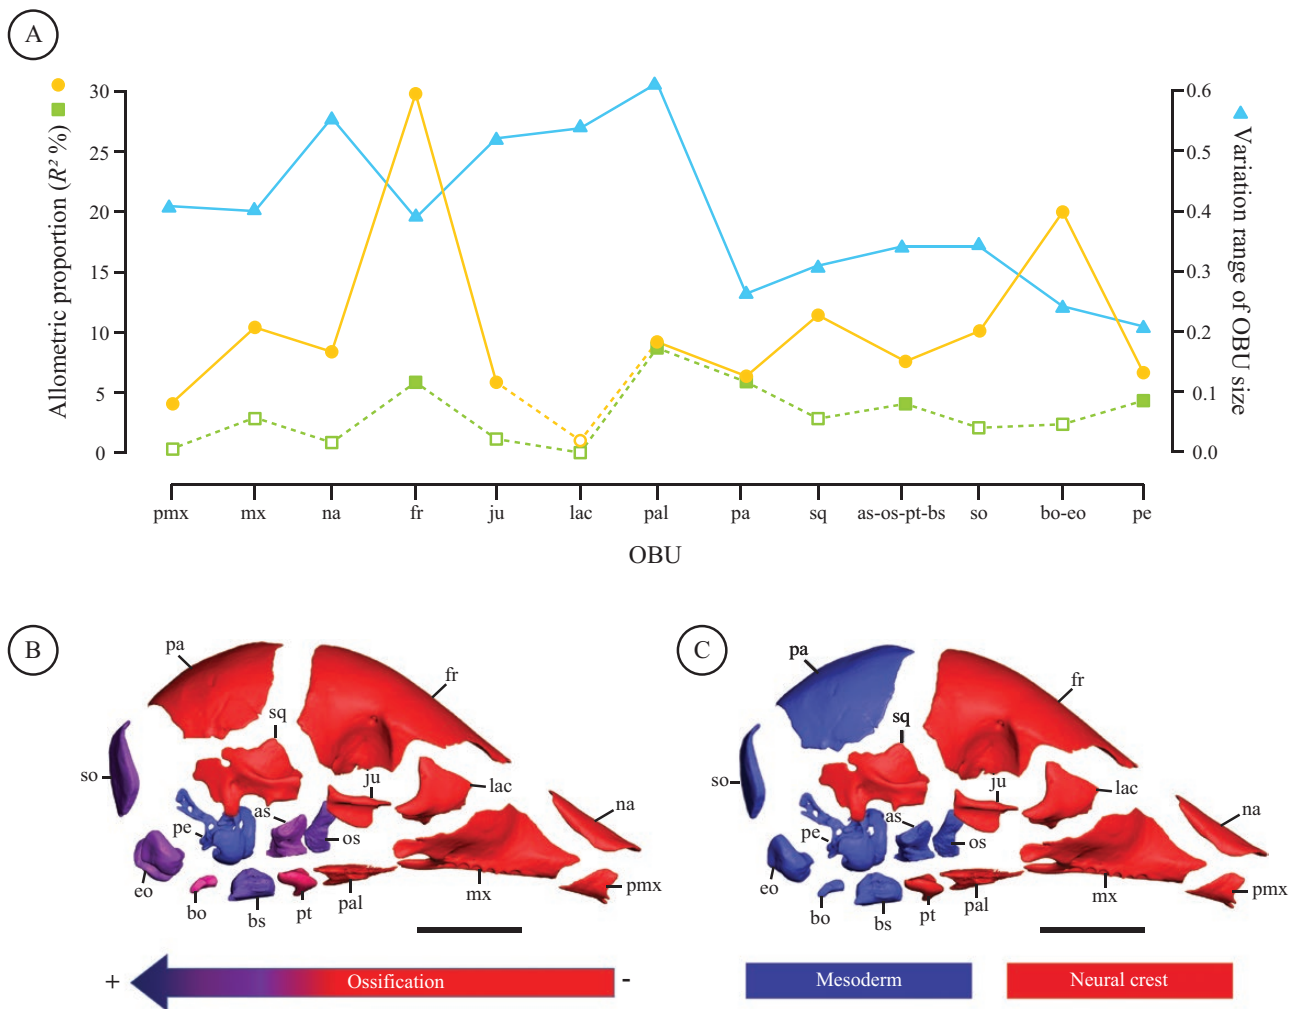 A
Allometric proportion (R² %)
30
25
20
15
10
5
0
0.6
0.5
0.4
0.3
0.2
0.1
0.0
Variation range of OBU size
pmx mx na fr ju lac pal pa sq as-os-pt-bs so bo-eo pe
OBU
B
pa
fr
sq
so
ju
lac
na
as
pe
os
eo
bo
bs
pt
pal
mx
pmx
+ Ossification -
C
pa
fr
sq
so
ju
lac
na
as
pe
os
eo
bo
bs
pt
pal
mx
pmx
Mesoderm
Neural crest